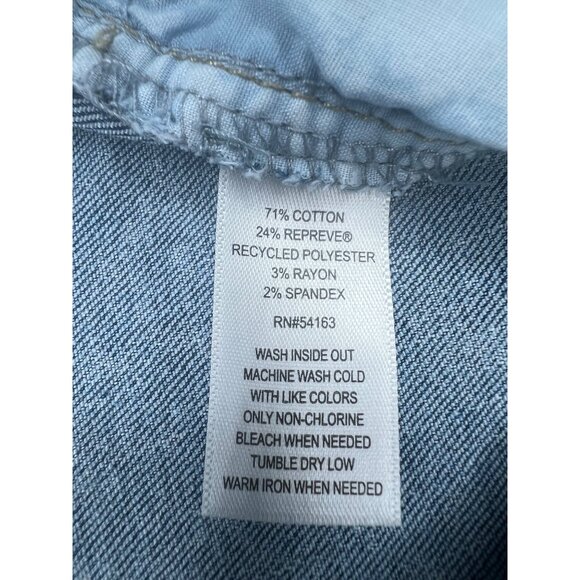 71% COTTON
24% REPREVE®
RECYCLED POLYESTER
3% RAYON
2% SPANDEX
RN#54163
WASH INSIDE OUT
MACHINE WASH COLD
WITH LIKE COLORS
ONLY NON-CHLORINE
BLEACH WHEN NEEDED
TUMBLE DRY LOW
WARM IRON WHEN NEEDED